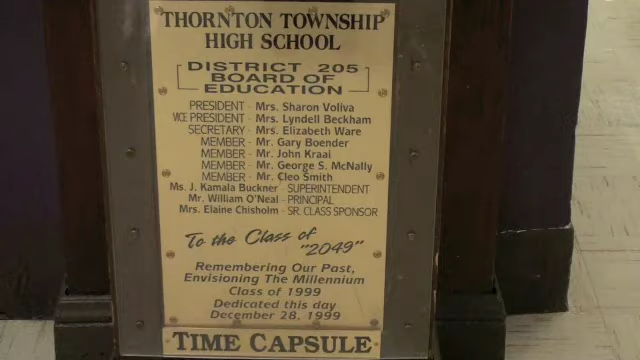 THORNTON TOWNSHIP
HIGH SCHOOL
DISTRICT 205
BOARD OF
EDUCATION
PRESIDENT - Mrs. Sharon Voliva
VICE PRESIDENT - Mrs. Lyndell Beckham
SECRETARY - Mrs. Elizabeth Ware
MEMBER - Mr. Gary Boender
MEMBER - Mr. John Kraai
MEMBER - Mr. George S. McNally
MEMBER - Mr. Cleo Smith
Ms. J. Kamala Buckner - SUPERINTENDENT
Mr. William O'Neal - PRINCIPAL
Mrs. Elaine Chisholm - SR. CLASS SPONSOR
To the Class of
"2049"
Remembering Our Past,
Envisioning The Millennium
Class of 1999
Dedicated this day
December 28, 1999
TIME CAPSULE